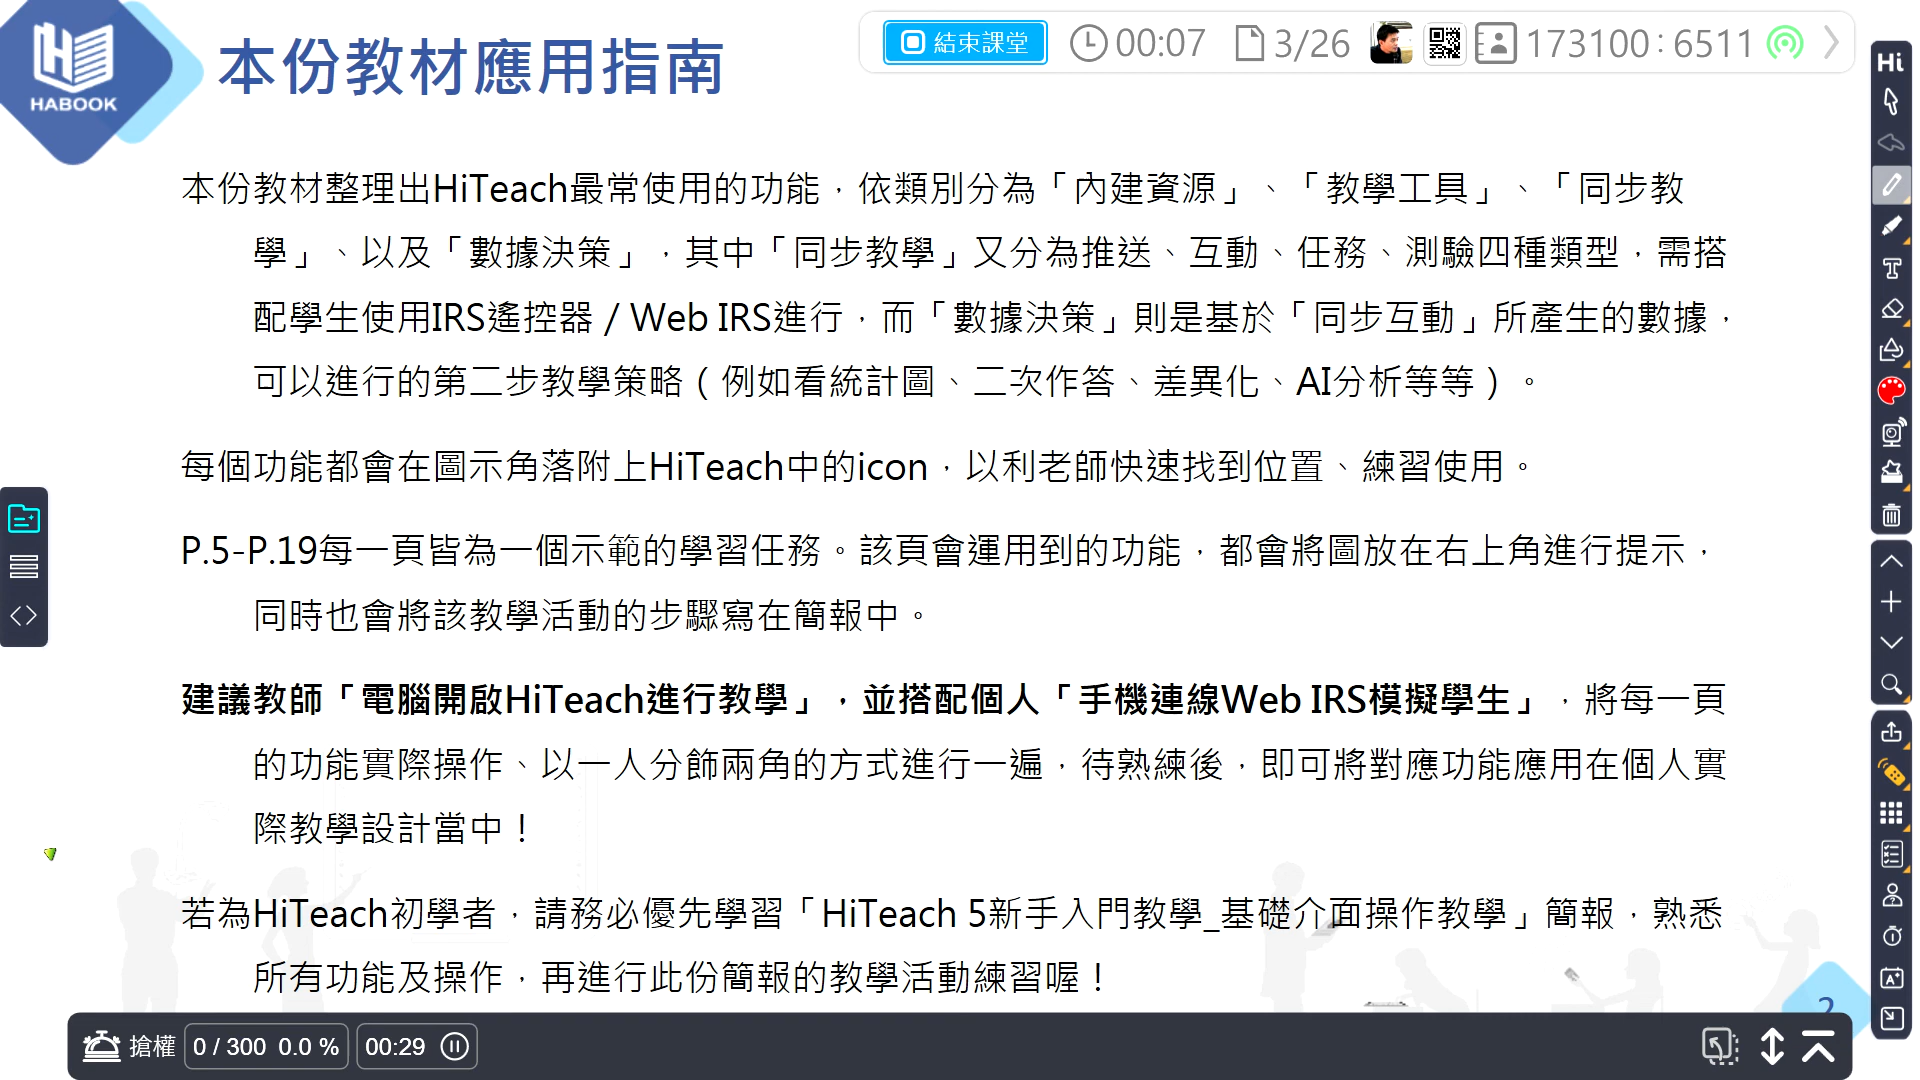 HABOOK
本份教材應用指南
結束課堂 00:07 3/26 173100 : 6511
Hi
本份教材整理出HiTeach最常使用的功能，依類別分為「內建資源」、「教學工具」、「同步教
學」、以及「數據決策」，其中「同步教學」又分為推送、互動、任務、測驗四種類型，需搭
配學生使用IRS遙控器 / Web IRS進行，而「數據決策」則是基於「同步互動」所產生的數據，
可以進行的第二步教學策略（例如看統計圖、二次作答、差異化、AI分析等等）。
每個功能都會在圖示角落附上HiTeach中的icon，以利老師快速找到位置、練習使用。
P.5-P.19每一頁皆為一個示範的學習任務。該頁會運用到的功能，都會將圖放在右上角進行提示，
同時也會將該教學活動的步驟寫在簡報中。
建議教師「電腦開啟HiTeach進行教學」，並搭配個人「手機連線Web IRS模擬學生」，將每一頁
的功能實際操作、以一人分飾兩角的方式進行一遍，待熟練後，即可將對應功能應用在個人實
際教學設計當中！
若為HiTeach初學者，請務必優先學習「HiTeach 5新手入門教學_基礎介面操作教學」簡報，熟悉
所有功能及操作，再進行此份簡報的教學活動練習喔！
2
搶權 0 / 300 0.0 % 00:29